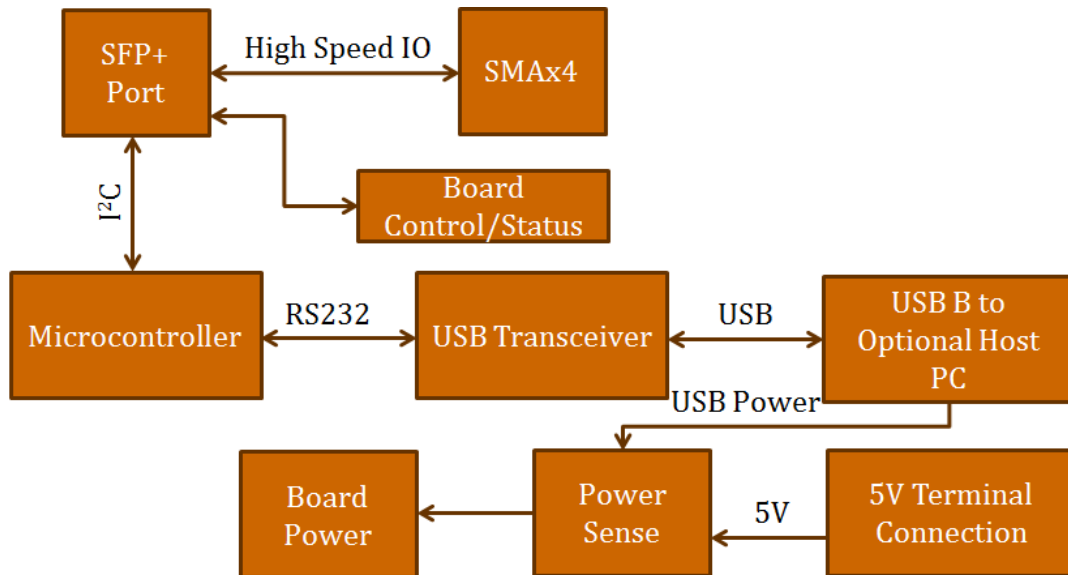 SFP+
Port
High Speed IO
SMAx4
Board
Control/Status
I²C
Microcontroller
RS232
USB Transceiver
USB
USB B to
Optional Host
PC
USB Power
Board
Power
Power
Sense
5V
5V Terminal
Connection